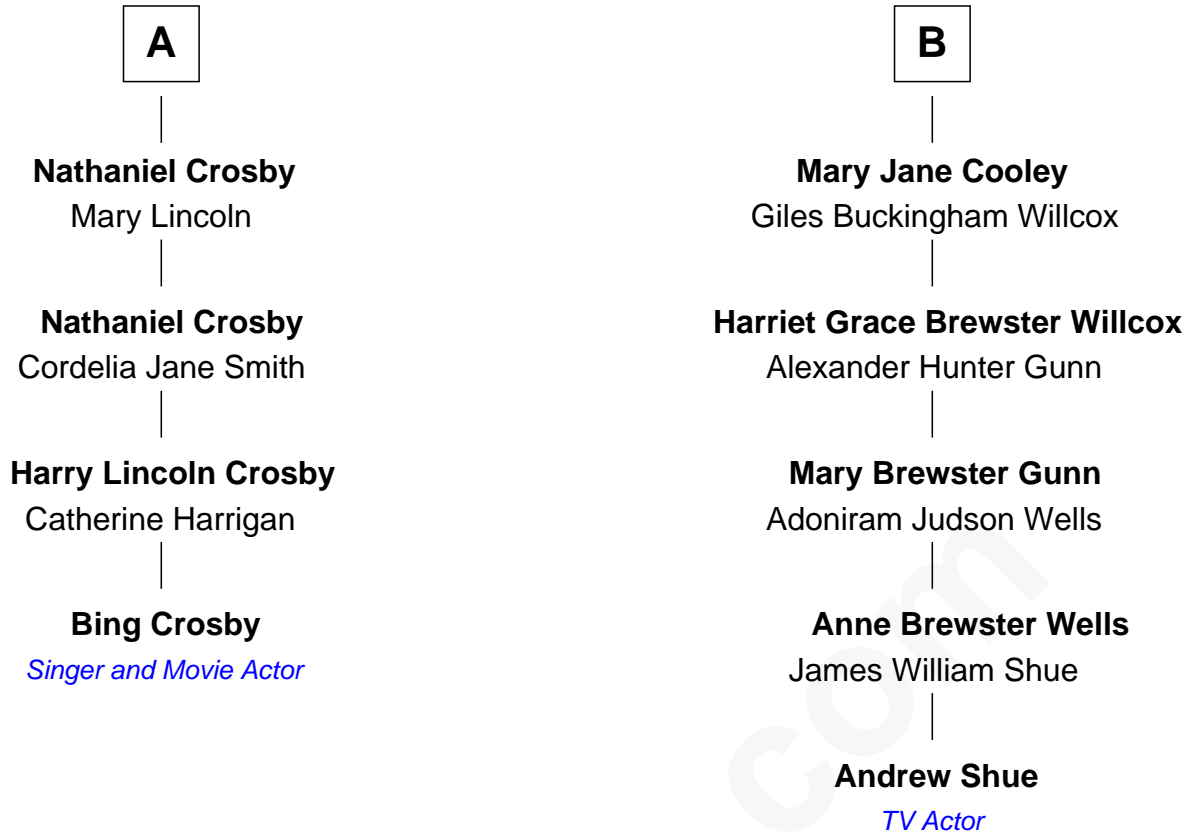 A
Nathaniel Crosby
Mary Lincoln
Nathaniel Crosby
Cordelia Jane Smith
Harry Lincoln Crosby
Catherine Harrigan
Bing Crosby
Singer and Movie Actor
B
Mary Jane Cooley
Giles Buckingham Willcox
Harriet Grace Brewster Willcox
Alexander Hunter Gunn
Mary Brewster Gunn
Adoniram Judson Wells
Anne Brewster Wells
James William Shue
Andrew Shue
TV Actor
com